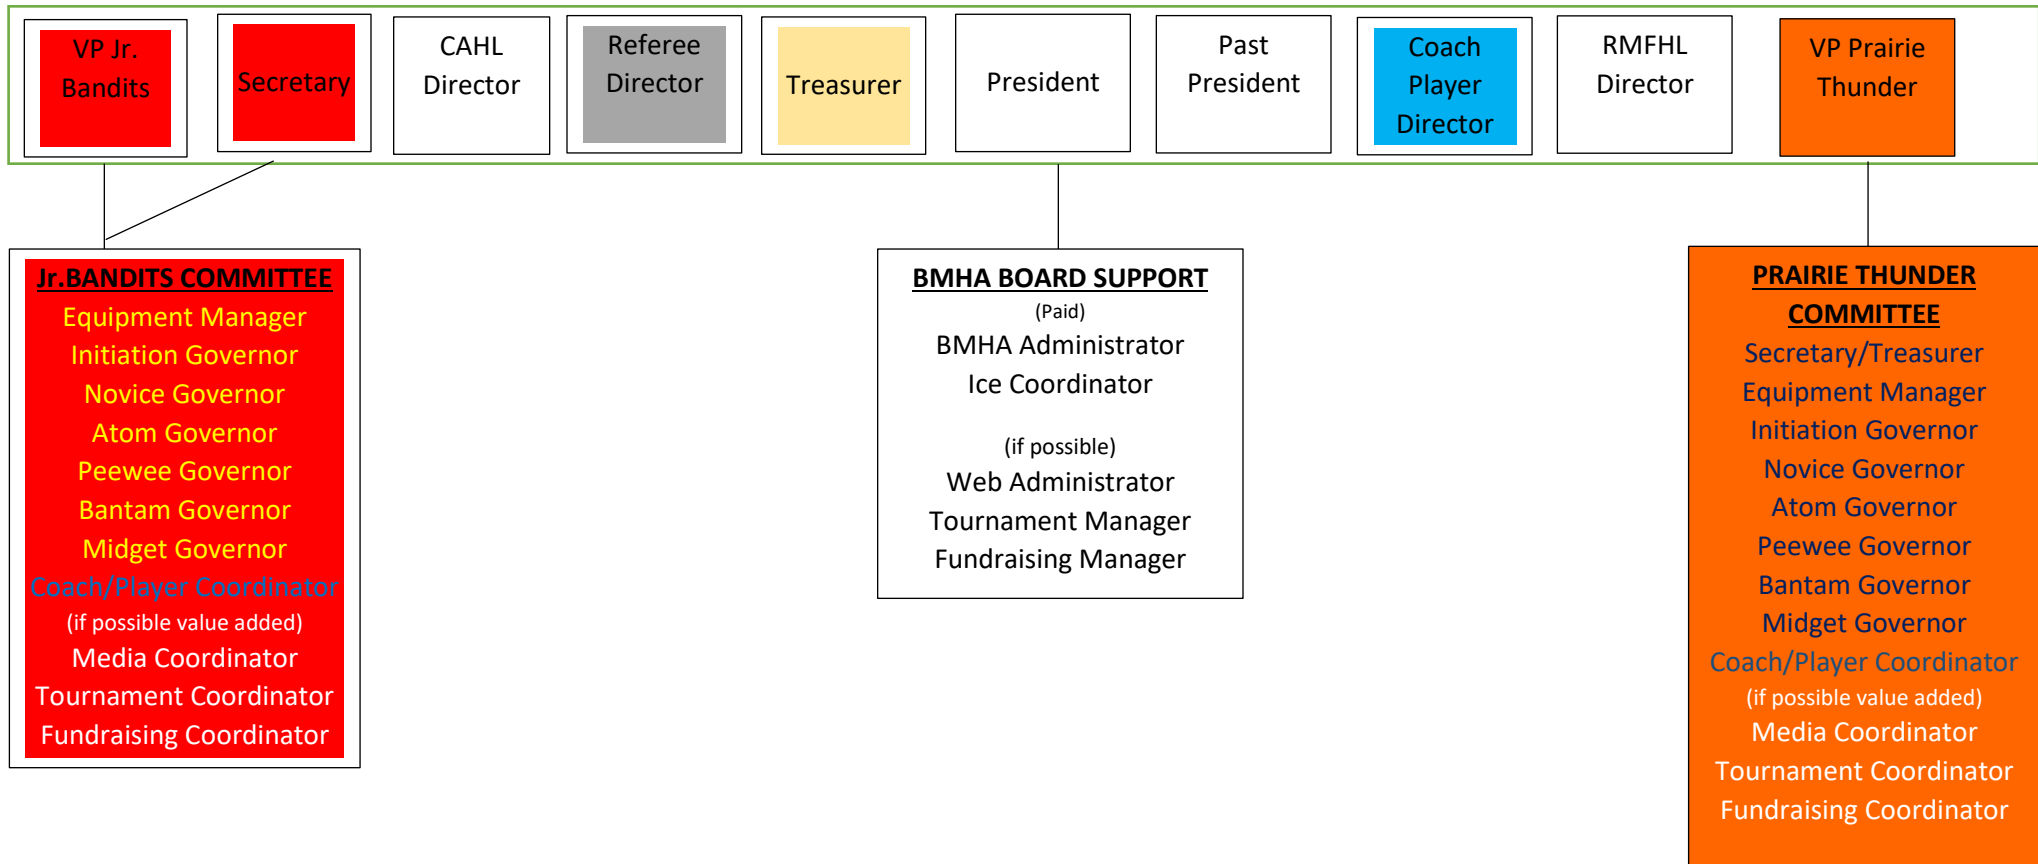 VP Jr.
Bandits
Secretary
CAHL
Director
Referee
Director
Treasurer
President
Past
President
Coach
Player
Director
RMFHL
Director
VP Prairie
Thunder
Jr.BANDITS COMMITTEE
Equipment Manager
Initiation Governor
Novice Governor
Atom Governor
Peewee Governor
Bantam Governor
Midget Governor
Coach/Player Coordinator
(if possible value added)
Media Coordinator
Tournament Coordinator
Fundraising Coordinator
BMHA BOARD SUPPORT
(Paid)
BMHA Administrator
Ice Coordinator
(if possible)
Web Administrator
Tournament Manager
Fundraising Manager
PRAIRIE THUNDER
COMMITTEE
Secretary/Treasurer
Equipment Manager
Initiation Governor
Novice Governor
Atom Governor
Peewee Governor
Bantam Governor
Midget Governor
Coach/Player Coordinator
(if possible value added)
Media Coordinator
Tournament Coordinator
Fundraising Coordinator